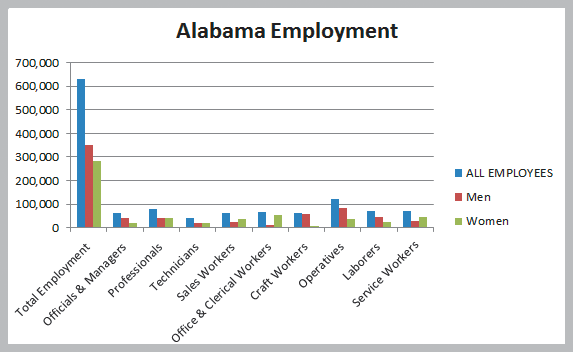 Alabama Employment
700,000
600,000
500,000
400,000
300,000
200,000
100,000
0
Total Employment
Officials & Managers
Professionals
Technicians
Sales Workers
Office & Clerical Workers
Craft Workers
Operatives
Laborers
Service Workers
ALL EMPLOYEES
Men
Women